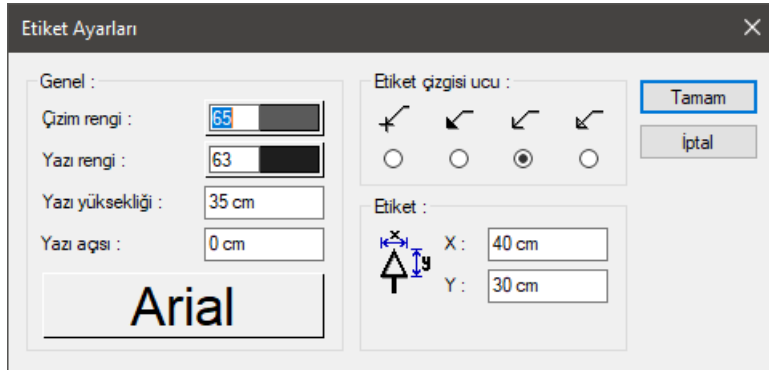 Etiket Ayarları
Genel :
Çizim rengi :
65
Yazı rengi :
63
Yazı yüksekliği :
35 cm
Yazı açısı :
0 cm
Arial
Etiket çizgisi ucu :
Etiket :
x
y
X :
40 cm
Y :
30 cm
Tamam
İptal